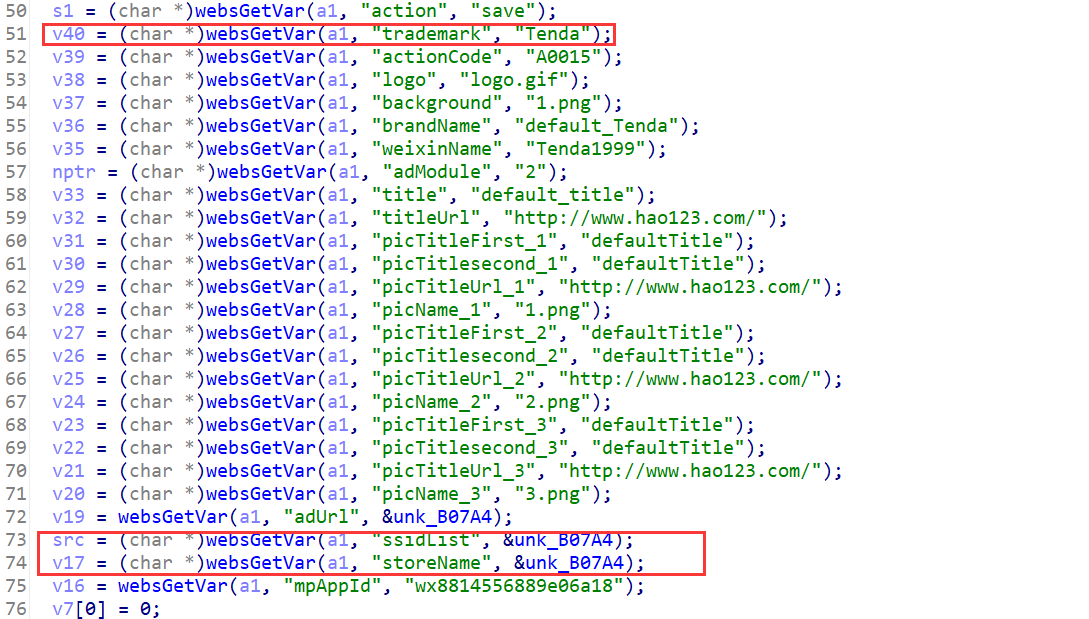 50 s1 = (char *)websGetVar(a1, "action", "save");
51 v40 = (char *)websGetVar(a1, "trademark", "Tenda");
52 v39 = (char *)websGetVar(a1, "actionCode", "A0015");
53 v38 = (char *)websGetVar(a1, "logo", "logo.gif");
54 v37 = (char *)websGetVar(a1, "background", "1.png");
55 v36 = (char *)websGetVar(a1, "brandName", "default_Tenda");
56 v35 = (char *)websGetVar(a1, "weixinName", "Tenda1999");
57 nptr = (char *)websGetVar(a1, "adModule", "2");
58 v33 = (char *)websGetVar(a1, "title", "default_title");
59 v32 = (char *)websGetVar(a1, "titleUrl", "http://www.hao123.com/");
60 v31 = (char *)websGetVar(a1, "picTitleFirst_1", "defaultTitle");
61 v30 = (char *)websGetVar(a1, "picTitlesecond_1", "defaultTitle");
62 v29 = (char *)websGetVar(a1, "picTitleUrl_1", "http://www.hao123.com/");
63 v28 = (char *)websGetVar(a1, "picName_1", "1.png");
64 v27 = (char *)websGetVar(a1, "picTitleFirst_2", "defaultTitle");
65 v26 = (char *)websGetVar(a1, "picTitlesecond_2", "defaultTitle");
66 v25 = (char *)websGetVar(a1, "picTitleUrl_2", "http://www.hao123.com/");
67 v24 = (char *)websGetVar(a1, "picName_2", "2.png");
68 v23 = (char *)websGetVar(a1, "picTitleFirst_3", "defaultTitle");
69 v22 = (char *)websGetVar(a1, "picTitlesecond_3", "defaultTitle");
70 v21 = (char *)websGetVar(a1, "picTitleUrl_3", "http://www.hao123.com/");
71 v20 = (char *)websGetVar(a1, "picName_3", "3.png");
72 v19 = websGetVar(a1, "adUrl", &unk_B07A4);
73 src = (char *)websGetVar(a1, "ssidList", &unk_B07A4);
74 v17 = (char *)websGetVar(a1, "storeName", &unk_B07A4);
75 v16 = websGetVar(a1, "mpAppId", "wx8814556889e06a18");
76 v7[0] = 0;